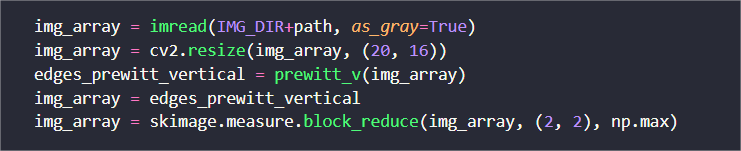 img_array = imread(IMG_DIR+path, as_gray=True)
img_array = cv2.resize(img_array, (20, 16))
edges_prewitt_vertical = prewitt_v(img_array)
img_array = edges_prewitt_vertical
img_array = skimage.measure.block_reduce(img_array, (2, 2), np.max)